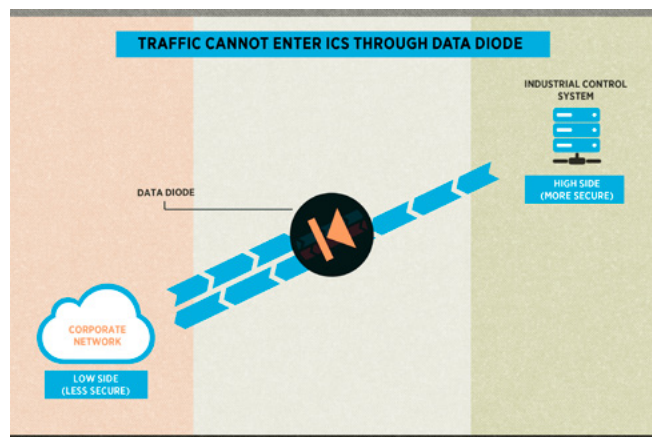 TRAFFIC CANNOT ENTER ICS THROUGH DATA DIODE
INDUSTRIAL CONTROL
SYSTEM
HIGH SIDE
(MORE SECURE)
DATA DIODE
CORPORATE
NETWORK
LOW SIDE
(LESS SECURE)